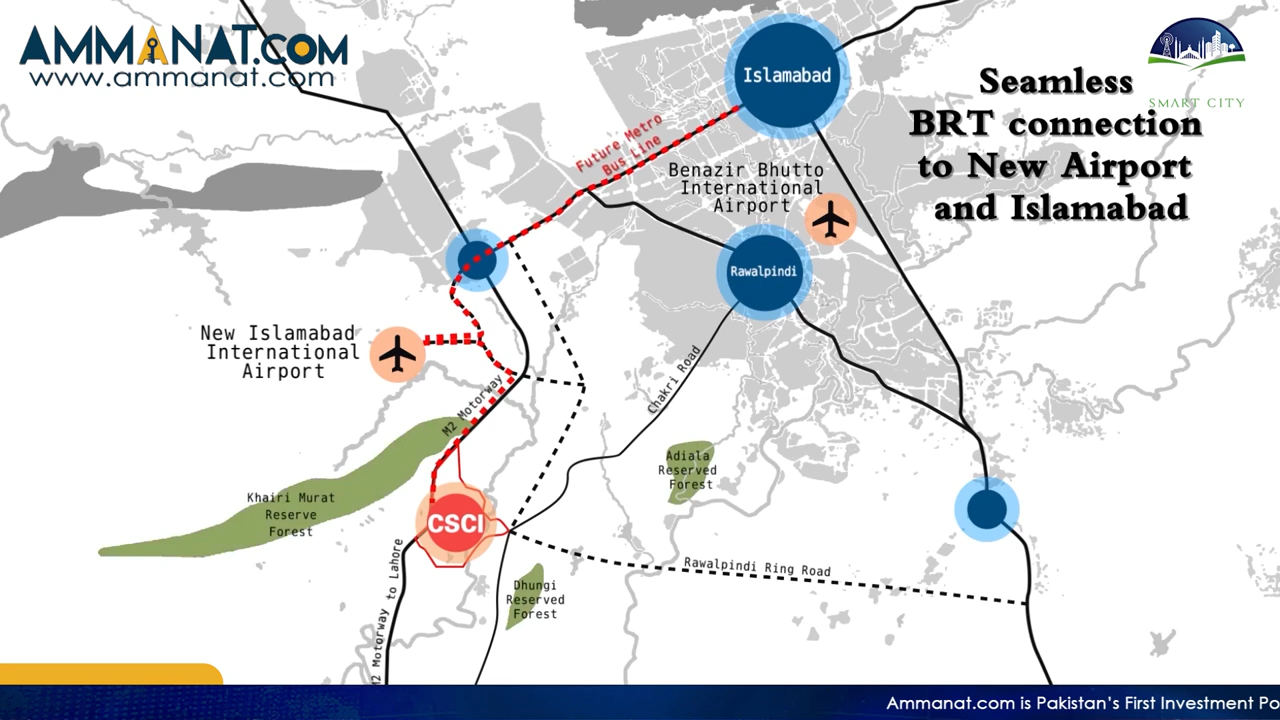 AMMANAT.COM
www.ammanat.com
SMART CITY
Seamless
BRT connection
to New Airport
and Islamabad
Islamabad
Future Metro
Bus Line
Benazir Bhutto
International
Airport
Rawalpindi
New Islamabad
International
Airport
M2 Motorway
Chakri Road
Adiala
Reserved
Forest
Khairi Murat
Reserve
Forest
CSCI
Rawalpindi Ring Road
Dhungi
Reserved
Forest
M2 Motorway to Lahore
Ammanat.com is Pakistan's First Investment Po